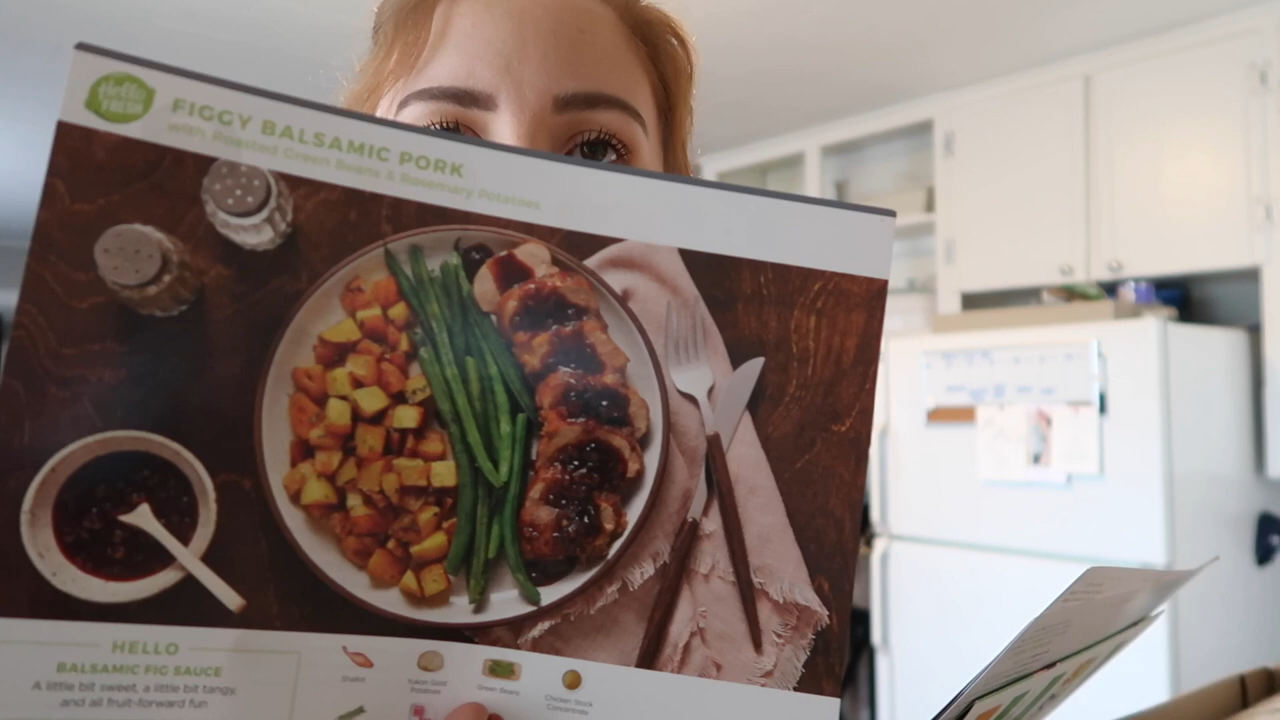 Hello
FRESH
FIGGY BALSAMIC PORK
with Roasted Green Beans & Rosemary Potatoes
HELLO
BALSAMIC FIG SAUCE
A little bit sweet, a little bit tangy,
and all fruit-forward fun
Shallot
Yukon Gold
Potatoes
Green Beans
Chicken Stock
Concentrate